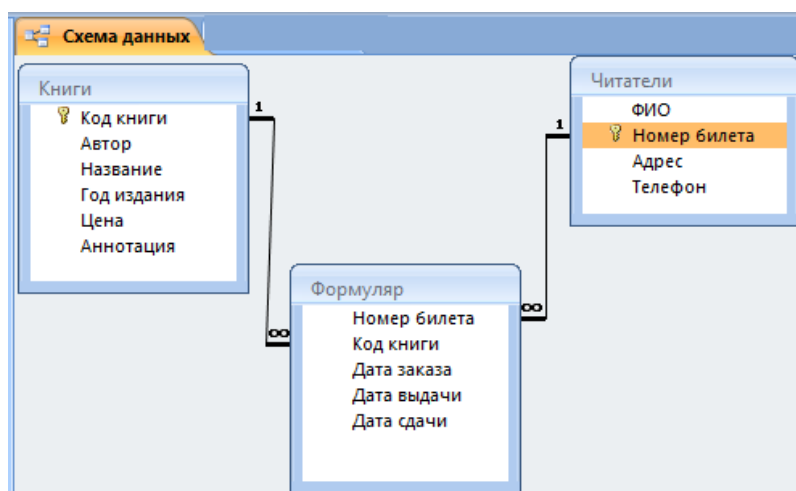 Схема данных
Книги
Код книги
Автор
Название
Год издания
Цена
Аннотация
1
∞
Читатели
ФИО
Номер билета
Адрес
Телефон
1
∞
Формуляр
Номер билета
Код книги
Дата заказа
Дата выдачи
Дата сдачи